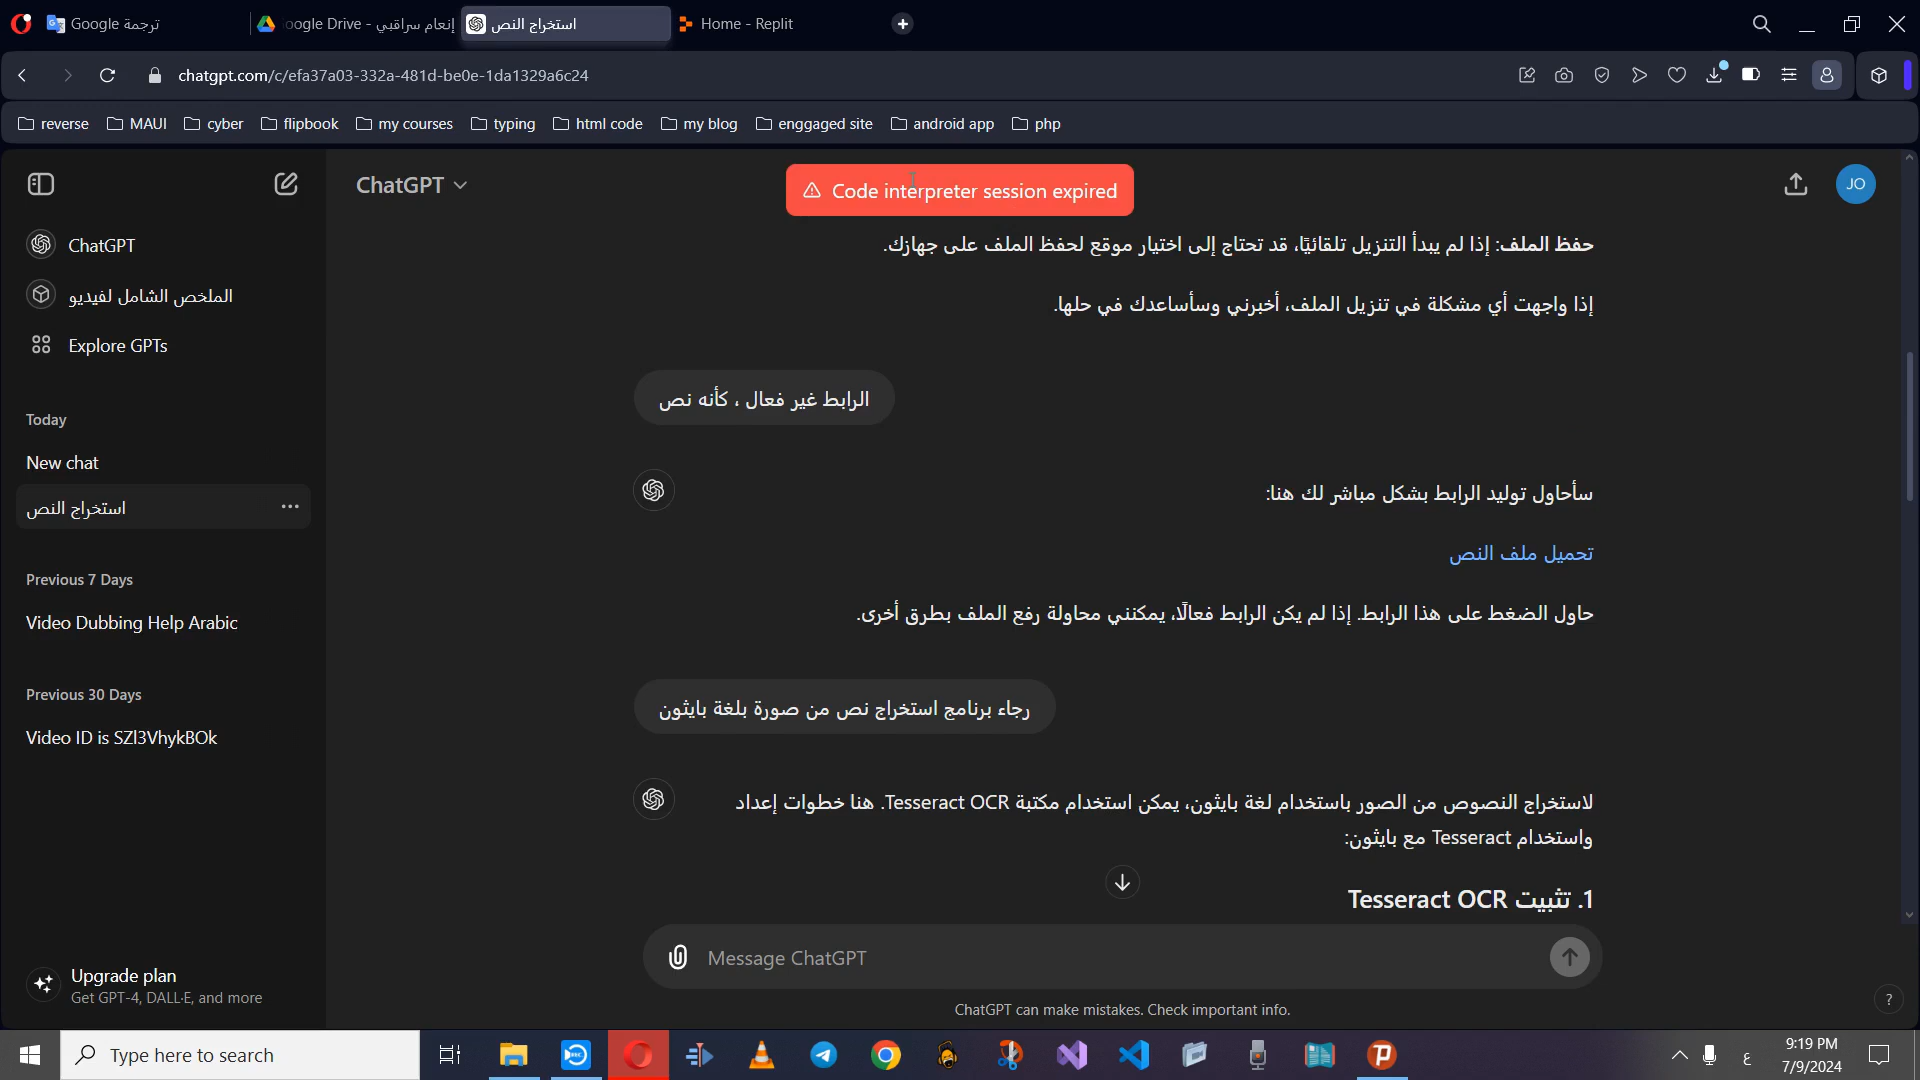 ترجمة Google
إنعام سراقبي - Google Drive
استخراج النص
Home - Replit
chatgpt.com/c/efa37a03-332a-481d-be0e-1da1329a6c24
reverse
MAUI
cyber
flipbook
my courses
typing
html code
my blog
enggaged site
android app
php
ChatGPT
Code interpreter session expired
JO
ChatGPT
الملخص الشامل لفيديو
Explore GPTs
Today
New chat
استخراج النص
Previous 7 Days
Video Dubbing Help Arabic
Previous 30 Days
Video ID is SZl3VhykBOk
Upgrade plan
Get GPT-4, DALL·E, and more
حفظ الملف: إذا لم يبدأ التنزيل تلقائيًا، قد تحتاج إلى اختيار موقع لحفظ الملف على جهازك.
إذا واجهت أي مشكلة في تنزيل الملف، أخبرني وسأساعدك في حلها.
الرابط غير فعال ، كأنه نص
سأحاول توليد الرابط بشكل مباشر لك هنا:
تحميل ملف النص
حاول الضغط على هذا الرابط. إذا لم يكن الرابط فعالًا، يمكنني محاولة رفع الملف بطرق أخرى.
رجاء برنامج استخراج نص من صورة بلغة بايثون
لاستخراج النصوص من الصور باستخدام لغة بايثون، يمكن استخدام مكتبة Tesseract OCR. هنا خطوات إعداد
واستخدام Tesseract مع بايثون:
1. تثبيت Tesseract OCR
Message ChatGPT
ChatGPT can make mistakes. Check important info.
?
Type here to search
ع
9:19 PM
7/9/2024